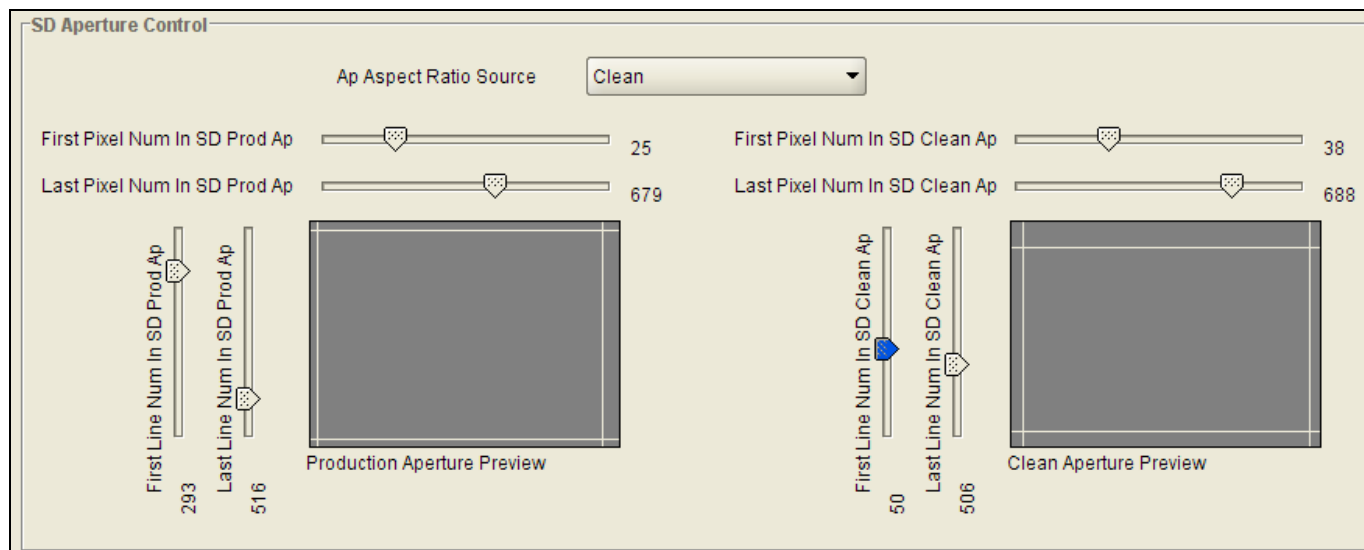 SD Aperture Control
Ap Aspect Ratio Source Clean
First Pixel Num In SD Prod Ap 25
Last Pixel Num In SD Prod Ap 679
First Line Num In SD Prod Ap 293
Last Line Num In SD Prod Ap 516
Production Aperture Preview
First Pixel Num In SD Clean Ap 38
Last Pixel Num In SD Clean Ap 688
First Line Num In SD Clean Ap 50
Last Line Num In SD Clean Ap 506
Clean Aperture Preview